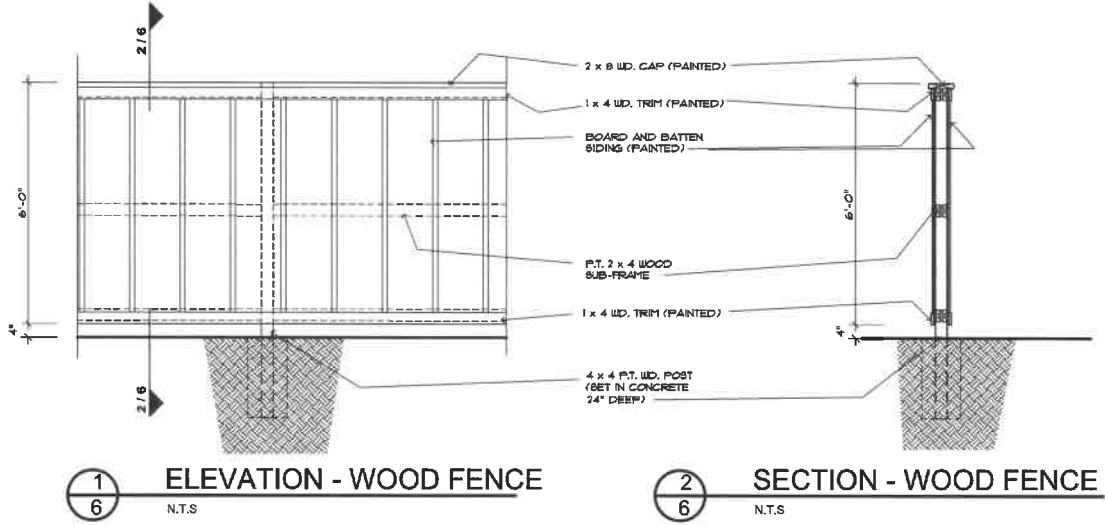 2/6
2 x 8 WD. CAP (PAINTED)
1 x 4 WD. TRIM (PAINTED)
BOARD AND BATTEN
SIDING (PAINTED)
6'-0"
6'-0"
P.T. 2 x 4 WOOD
SUB-FRAME
1 x 4 WD. TRIM (PAINTED)
4"
4"
4 x 4 P.T. WD. POST
(SET IN CONCRETE
24" DEEP)
2/6
1
6
ELEVATION - WOOD FENCE
N.T.S
2
6
SECTION - WOOD FENCE
N.T.S